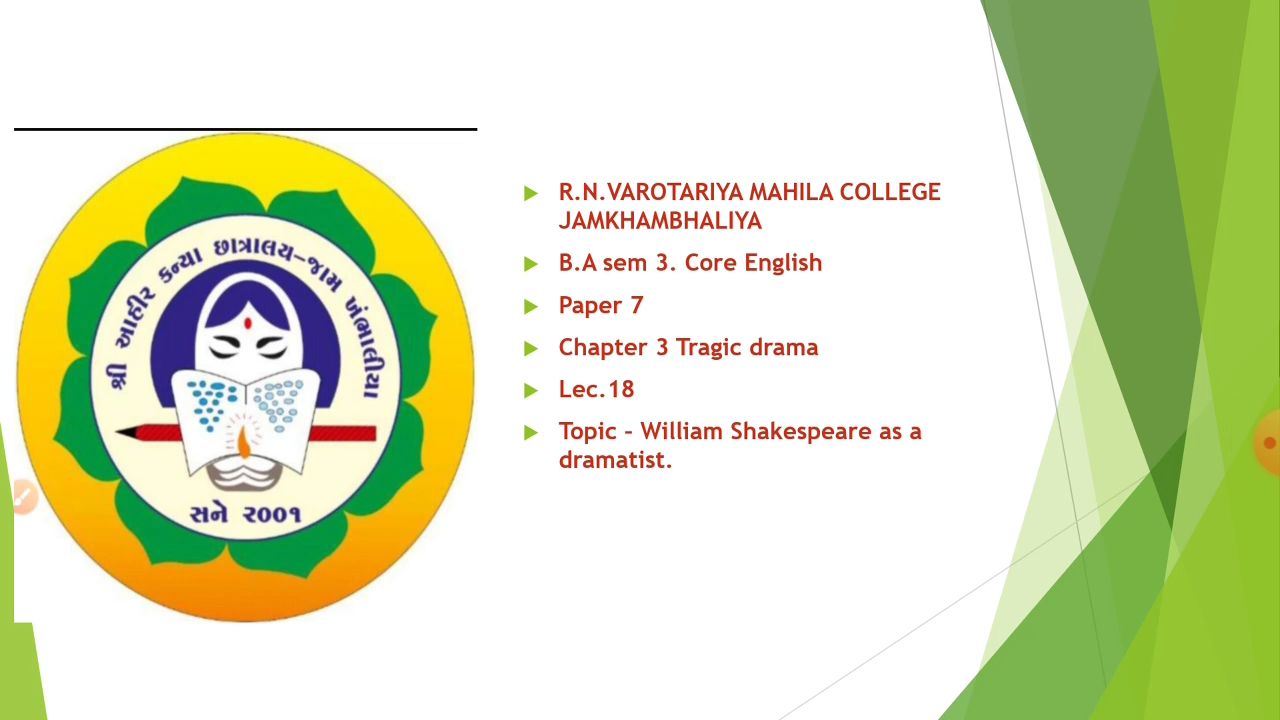 શ્રી આહીર કન્યા છાત્રાલય-જામ ખંભાલીયા
સને ૨૦૦૧
R.N.VAROTARIYA MAHILA COLLEGE
JAMKHAMBHALIYA
B.A sem 3. Core English
Paper 7
Chapter 3 Tragic drama
Lec.18
Topic – William Shakespeare as a
dramatist.